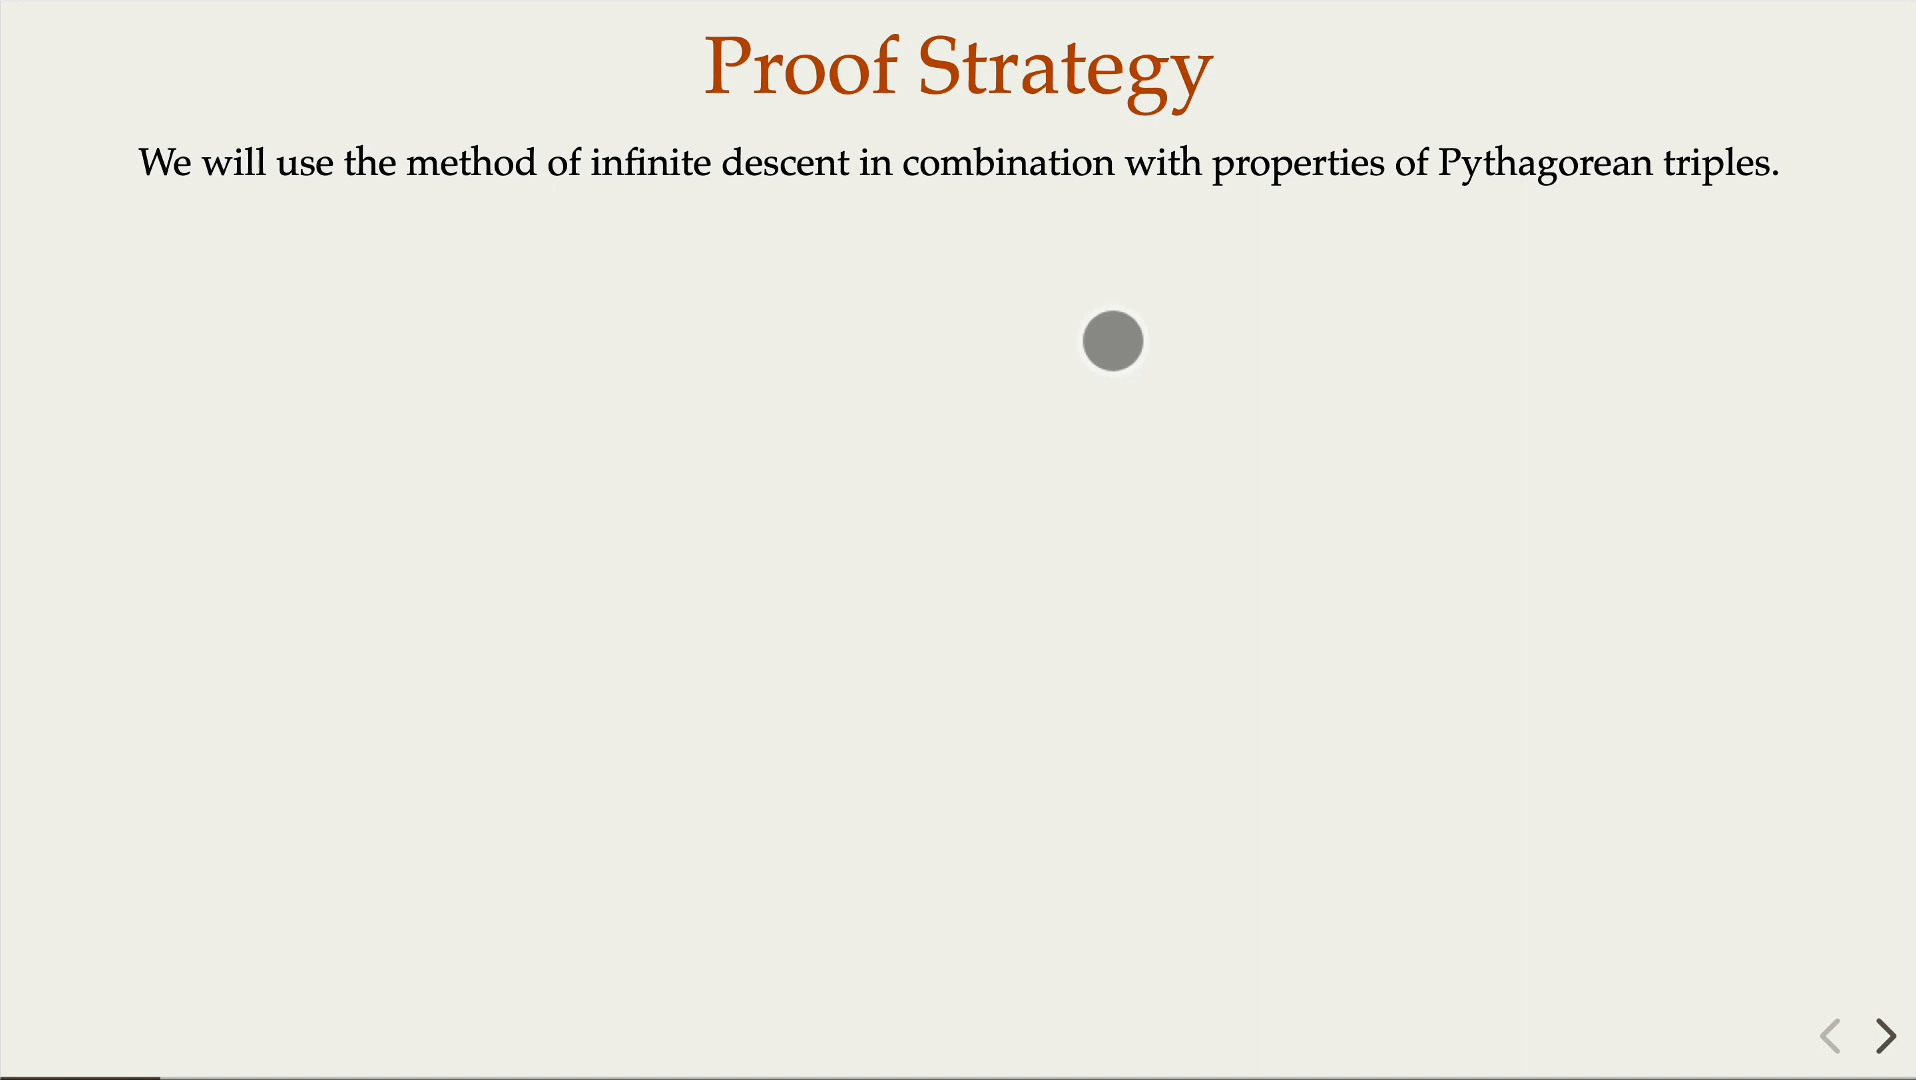 Proof Strategy
We will use the method of infinite descent in combination with properties of Pythagorean triples.